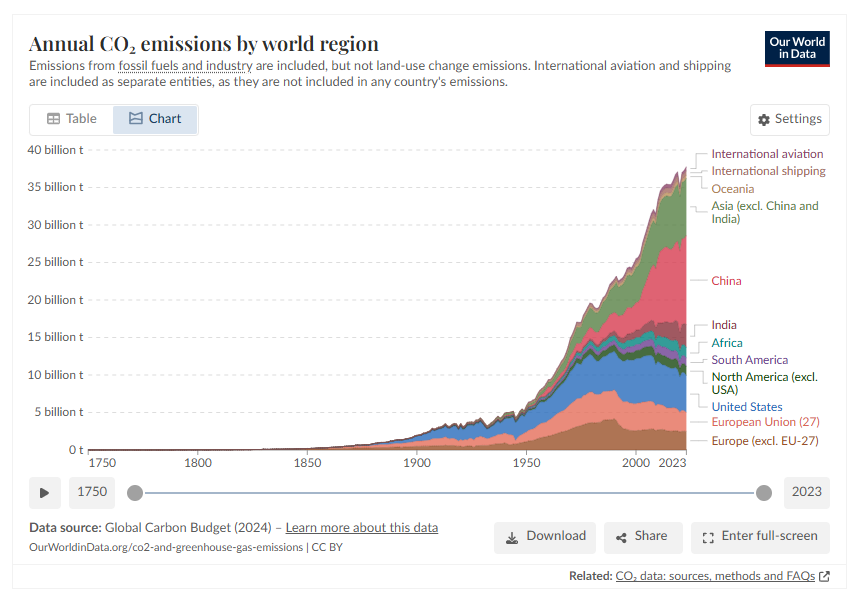 Annual CO₂ emissions by world region
Our World
in Data
Emissions from fossil fuels and industry are included, but not land-use change emissions. International aviation and shipping
are included as separate entities, as they are not included in any country's emissions.
Table
Chart
Settings
40 billion t
35 billion t
30 billion t
25 billion t
20 billion t
15 billion t
10 billion t
5 billion t
0 t
International aviation
International shipping
Oceania
Asia (excl. China and
India)
China
India
Africa
South America
North America (excl.
USA)
United States
European Union (27)
Europe (excl. EU-27)
1750
1800
1850
1900
1950
2000
2023
1750
2023
Data source: Global Carbon Budget (2024) – Learn more about this data
OurWorldinData.org/co2-and-greenhouse-gas-emissions | CC BY
Download
Share
Enter full-screen
Related: CO₂ data: sources, methods and FAQs